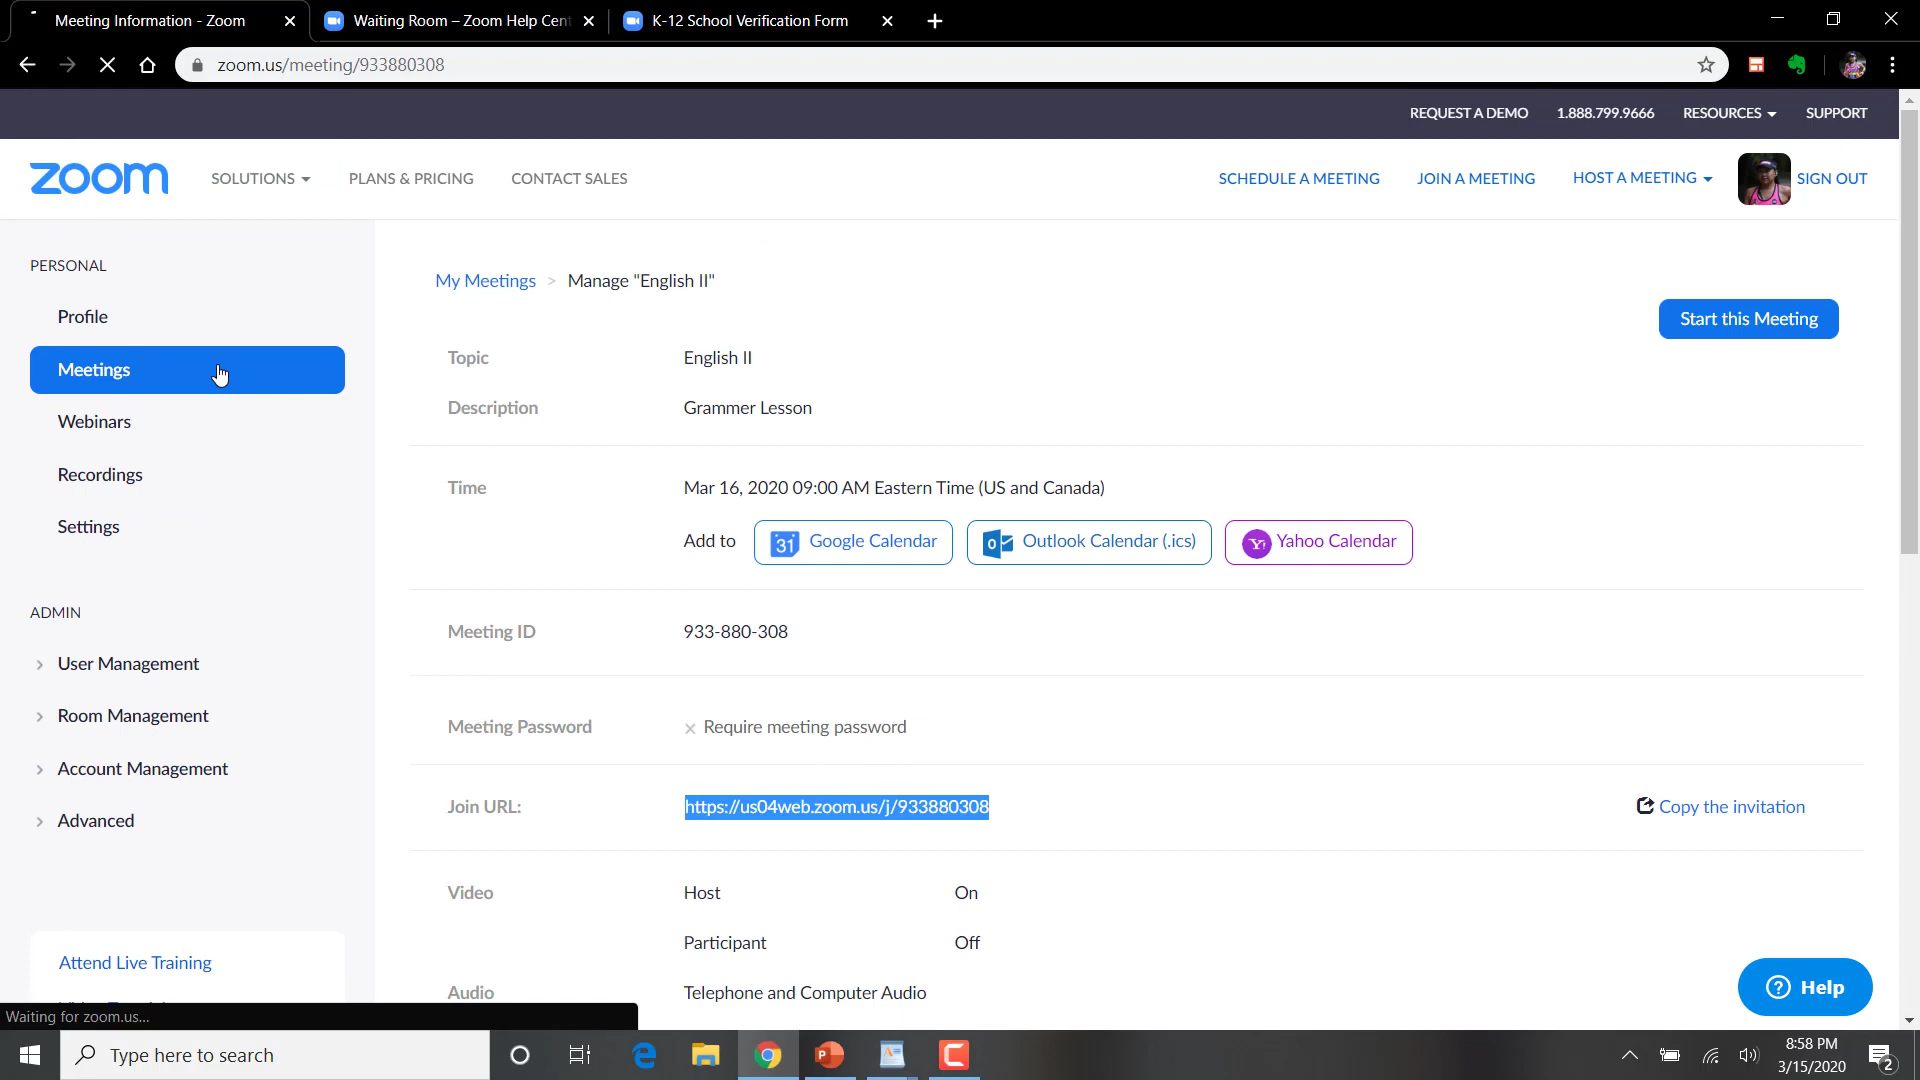 Meeting Information - Zoom
Waiting Room – Zoom Help Cent
K-12 School Verification Form
zoom.us/meeting/933880308
REQUEST A DEMO 1.888.799.9666 RESOURCES SUPPORT
zoom SOLUTIONS PLANS & PRICING CONTACT SALES SCHEDULE A MEETING JOIN A MEETING HOST A MEETING SIGN OUT
PERSONAL
Profile
Meetings
Webinars
Recordings
Settings
ADMIN
User Management
Room Management
Account Management
Advanced
Attend Live Training
My Meetings > Manage "English II"
Start this Meeting
Topic English II
Description Grammer Lesson
Time Mar 16, 2020 09:00 AM Eastern Time (US and Canada)
Add to 31 Google Calendar Outlook Calendar (.ics) Yahoo Calendar
Meeting ID 933-880-308
Meeting Password Require meeting password
Join URL: https://us04web.zoom.us/j/933880308 Copy the invitation
Video Host On
Participant Off
Audio Telephone and Computer Audio
Help
Waiting for zoom.us...
Type here to search
8:58 PM
3/15/2020
2